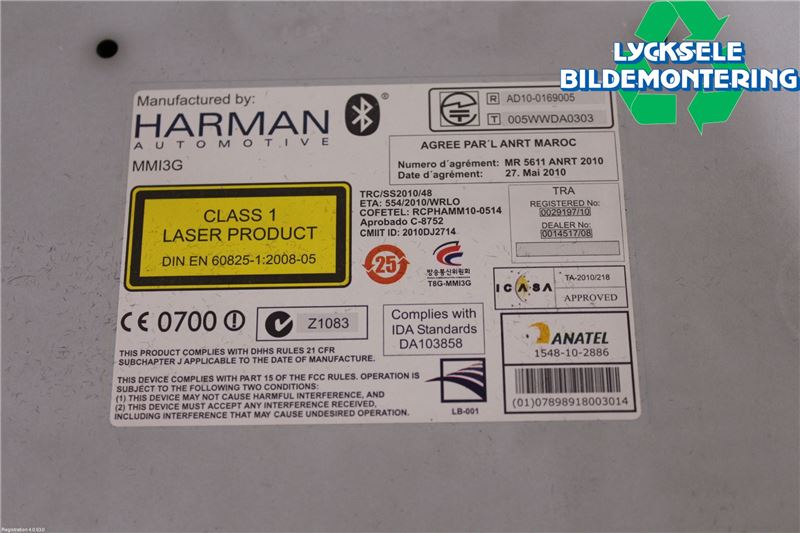 LYCKSELE
BILDEMONTERING
Manufactured by:
HARMAN
AUTOMOTIVE
MMI3G
®
R AD10-0169005
T 005WWDA0303
AGREE PAR´L ANRT MAROC
Numero d´agrément: MR 5611 ANRT 2010
Date d´agrément: 27. Mai 2010
CLASS 1
LASER PRODUCT
DIN EN 60825-1:2008-05
TRC/SS2010/48
ETA: 554/2010/WRLO
COFETEL: RCPHAMM10-0514
Aprobado C-8752
CMIIT ID: 2010DJ2714
TRA
REGISTERED No:
0029197/10
DEALER No:
0014517/08
25
방송통신위원회
T8G-MMI3G
ICASA
TA-2010/218
APPROVED
CE 0700
Z1083
Complies with
IDA Standards
DA103858
ANATEL
1548-10-2886
(01)07898918003014
THIS PRODUCT COMPLIES WITH DHHS RULES 21 CFR
SUBCHAPTER J APPLICABLE TO THE DATE OF MANUFACTURE.
THIS DEVICE COMPLIES WITH PART 15 OF THE FCC RULES. OPERATION IS
SUBJECT TO THE FOLLOWING TWO CONDITIONS:
(1) THIS DEVICE MAY NOT CAUSE HARMFUL INTERFERENCE, AND
(2) THIS DEVICE MUST ACCEPT ANY INTERFERENCE RECEIVED,
INCLUDING INTERFERENCE THAT MAY CAUSE UNDESIRED OPERATION.
LB-001
Registration 4.0.63.0